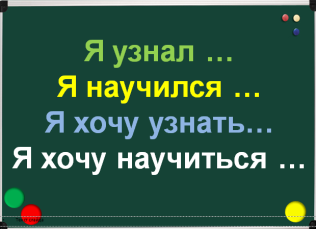 Я узнал …
Я научился …
Я хочу узнать…
Я хочу научиться …